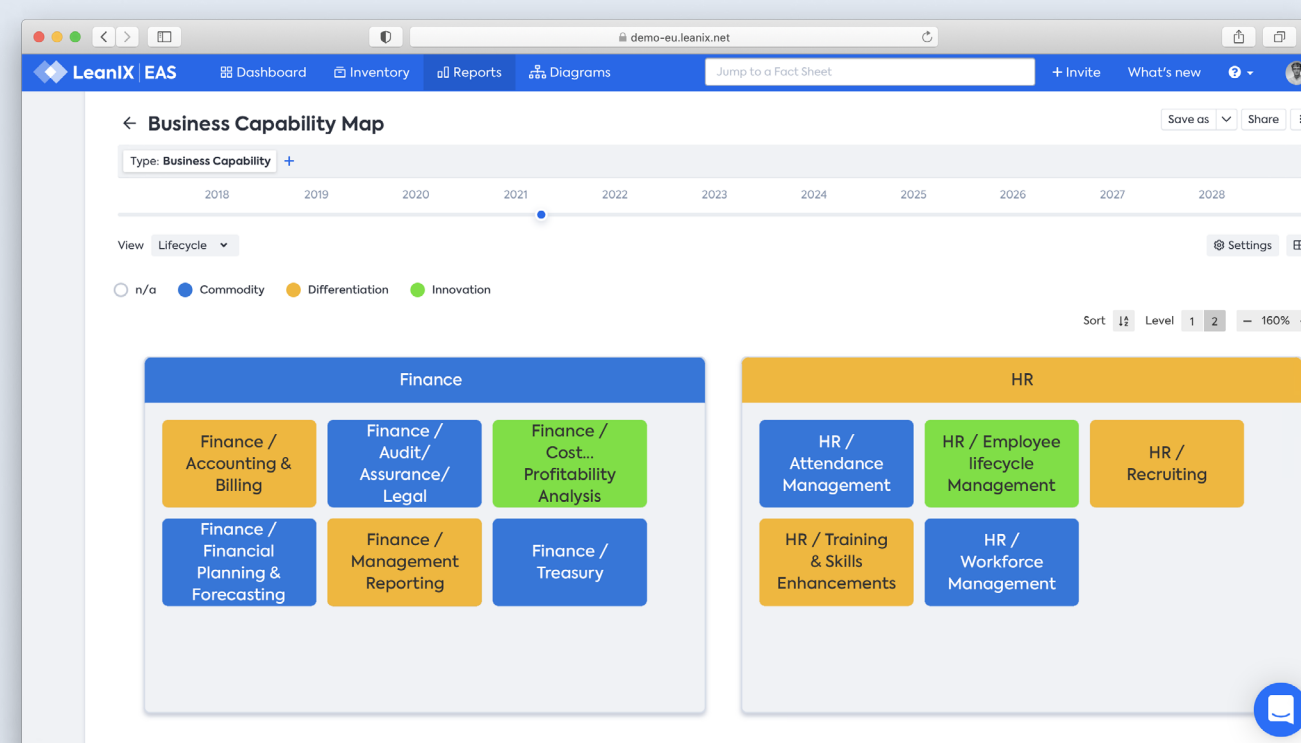 demo-eu.leanix.net
LeanIX EAS Dashboard Inventory Reports Diagrams Jump to a Fact Sheet + Invite What's new ?
Business Capability Map Save as Share
Type: Business Capability +
2018 2019 2020 2021 2022 2023 2024 2025 2026 2027 2028
View Lifecycle Settings
n/a Commodity Differentiation Innovation
Sort Level 1 2 – 160%
Finance
Finance /
Accounting &
Billing
Finance /
Audit/
Assurance/
Legal
Finance /
Cost...
Profitability
Analysis
Finance /
Financial
Planning &
Forecasting
Finance /
Management
Reporting
Finance /
Treasury
HR
HR /
Attendance
Management
HR / Employee
lifecycle
Management
HR /
Recruiting
HR / Training
& Skills
Enhancements
HR /
Workforce
Management